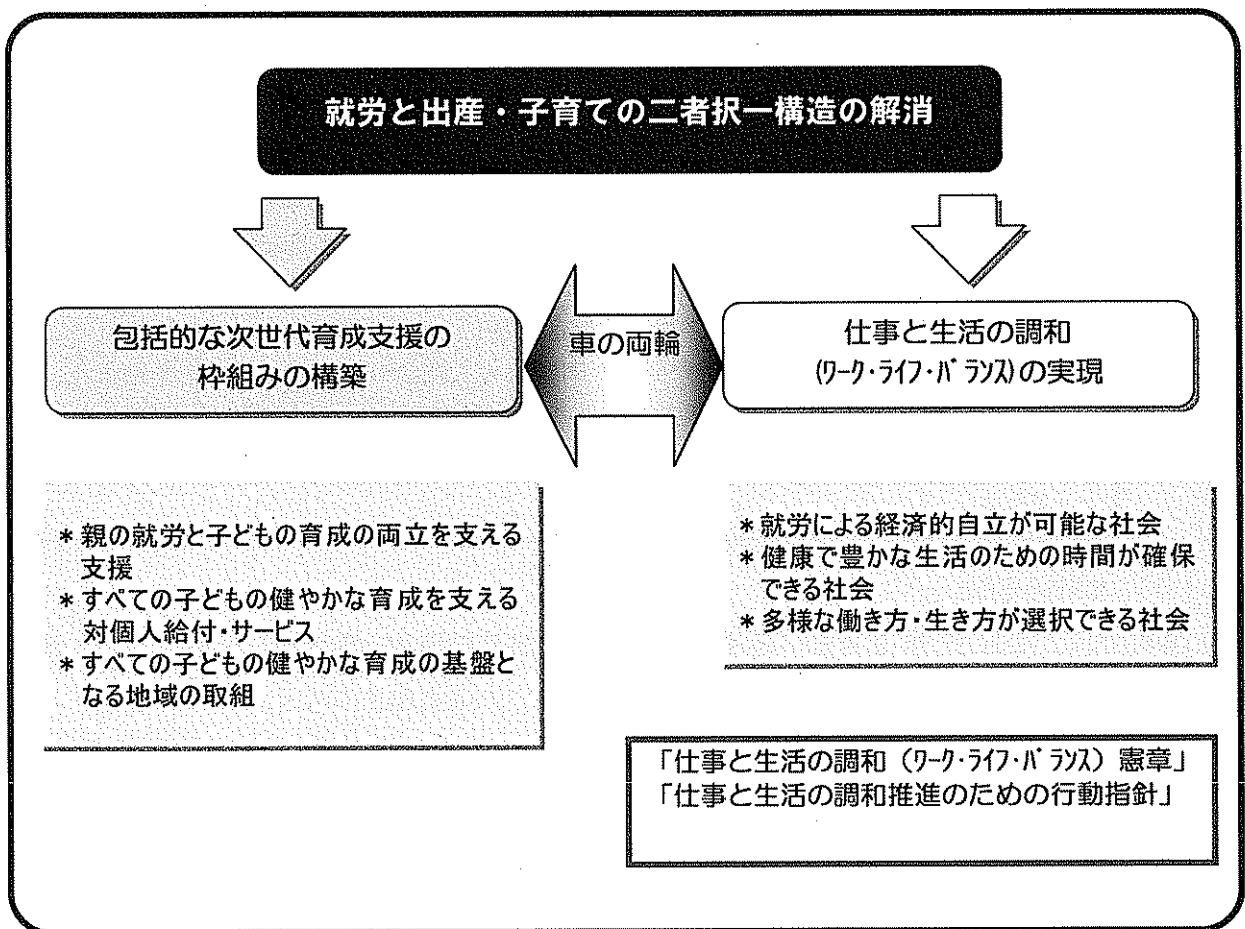 就労と出産・子育ての二者択一構造の解消
包括的な次世代育成支援の
枠組みの構築
車の両輪
仕事と生活の調和
(ﾜｰｸ・ﾗｲﾌ・ﾊﾞﾗﾝｽ)の実現
＊親の就労と子どもの育成の両立を支える
支援
＊すべての子どもの健やかな育成を支える
対個人給付・サービス
＊すべての子どもの健やかな育成の基盤と
なる地域の取組
＊就労による経済的自立が可能な社会
＊健康で豊かな生活のための時間が確保
できる社会
＊多様な働き方・生き方が選択できる社会
「仕事と生活の調和（ﾜｰｸ・ﾗｲﾌ・ﾊﾞﾗﾝｽ）憲章」
「仕事と生活の調和推進のための行動指針」